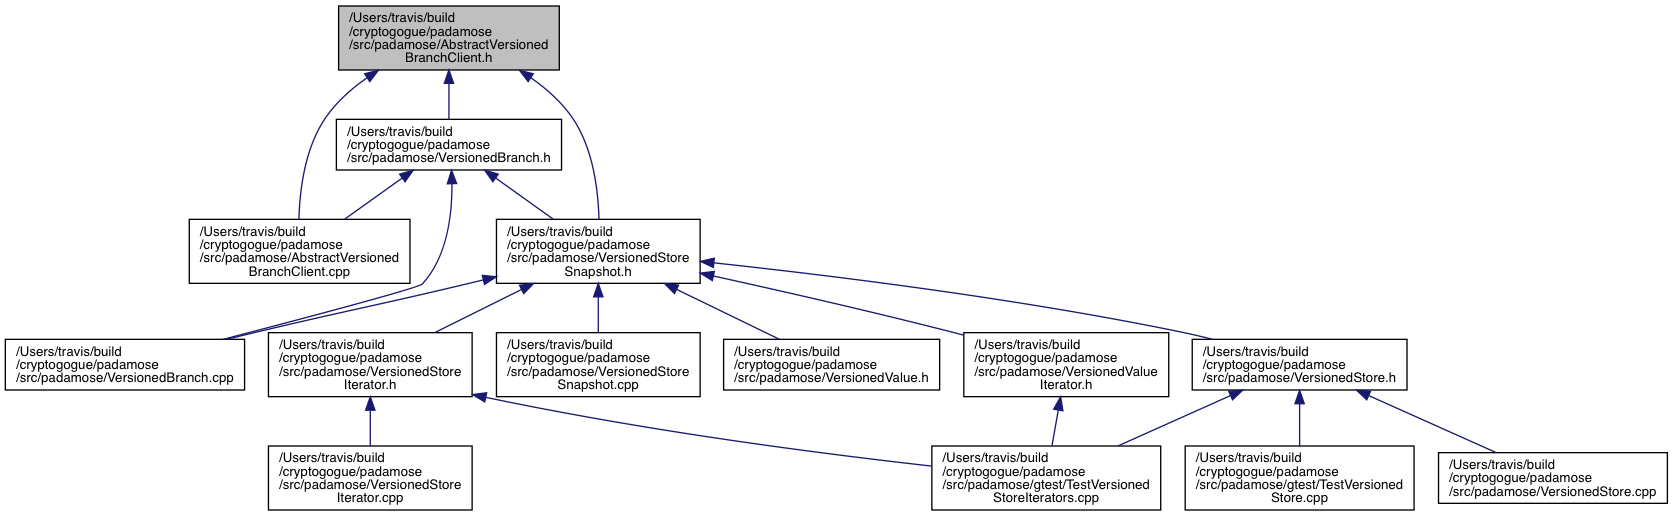 /Users/travis/build
/cryptogogue/padamose
/src/padamose/AbstractVersioned
BranchClient.h
/Users/travis/build
/cryptogogue/padamose
/src/padamose/VersionedBranch.h
/Users/travis/build
/cryptogogue/padamose
/src/padamose/AbstractVersioned
BranchClient.cpp
/Users/travis/build
/cryptogogue/padamose
/src/padamose/VersionedStore
Snapshot.h
/Users/travis/build
/cryptogogue/padamose
/src/padamose/VersionedBranch.cpp
/Users/travis/build
/cryptogogue/padamose
/src/padamose/VersionedStore
Iterator.h
/Users/travis/build
/cryptogogue/padamose
/src/padamose/VersionedStore
Snapshot.cpp
/Users/travis/build
/cryptogogue/padamose
/src/padamose/VersionedValue.h
/Users/travis/build
/cryptogogue/padamose
/src/padamose/VersionedValue
Iterator.h
/Users/travis/build
/cryptogogue/padamose
/src/padamose/VersionedStore.h
/Users/travis/build
/cryptogogue/padamose
/src/padamose/VersionedStore
Iterator.cpp
/Users/travis/build
/cryptogogue/padamose
/src/padamose/gtest/TestVersioned
StoreIterators.cpp
/Users/travis/build
/cryptogogue/padamose
/src/padamose/gtest/TestVersioned
Store.cpp
/Users/travis/build
/cryptogogue/padamose
/src/padamose/VersionedStore.cpp